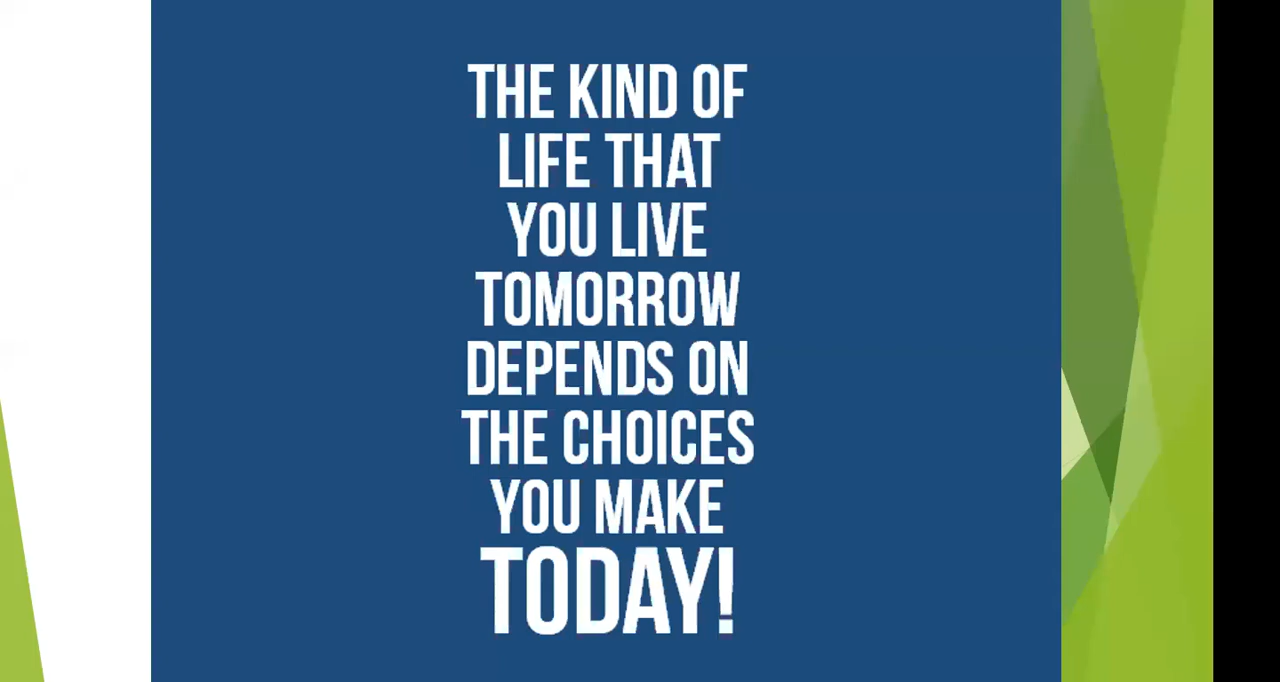 THE KIND OF
LIFE THAT
YOU LIVE
TOMORROW
DEPENDS ON
THE CHOICES
YOU MAKE
TODAY!